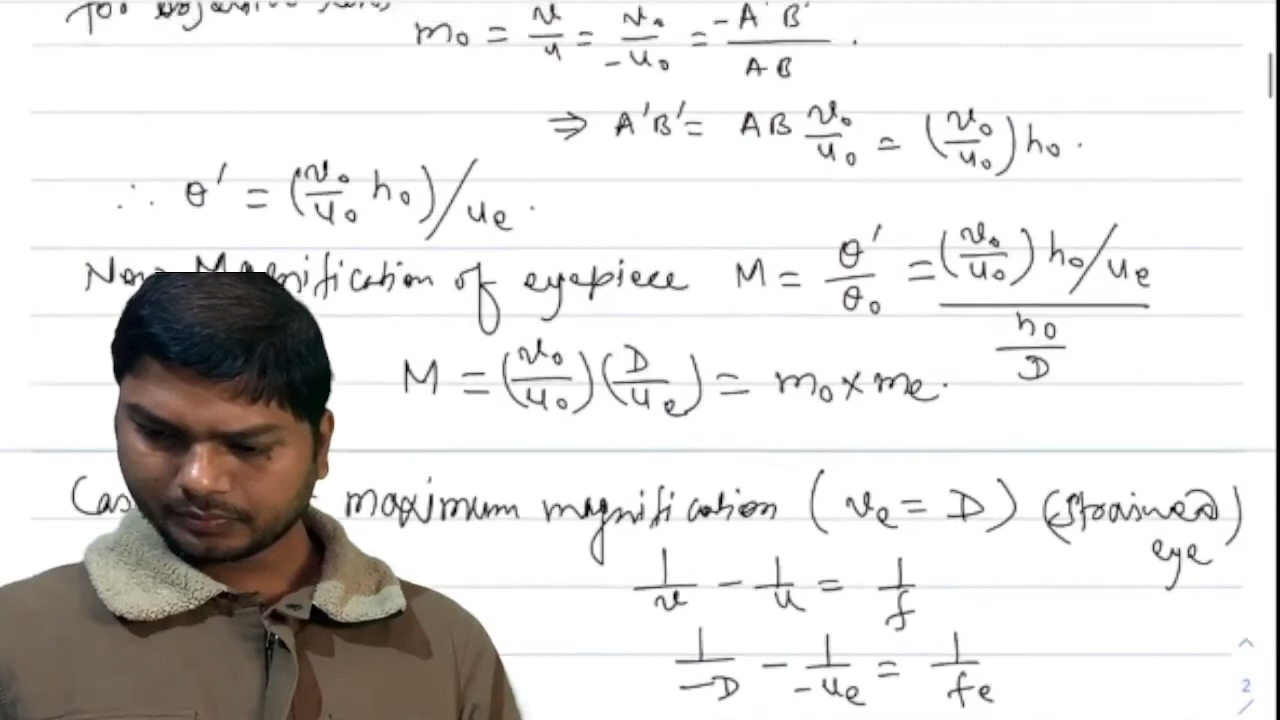 m₀ = v/u = v₀/-u₀ = -A'B'/AB .
⇒ A'B' = AB v₀/u₀ = (v₀/u₀) h₀ .
∴ θ' = (v₀/u₀ h₀)/uₑ .
Magnification of eyepiece M = θ'/θ₀ = ((v₀/u₀) h₀/uₑ)/(h₀/D)
M = (v₀/u₀)(D/uₑ) = m₀ × mₑ .
maximum magnification (vₑ = D) (strained eye)
1/v - 1/u = 1/f
1/-D - 1/-uₑ = 1/fₑ
2